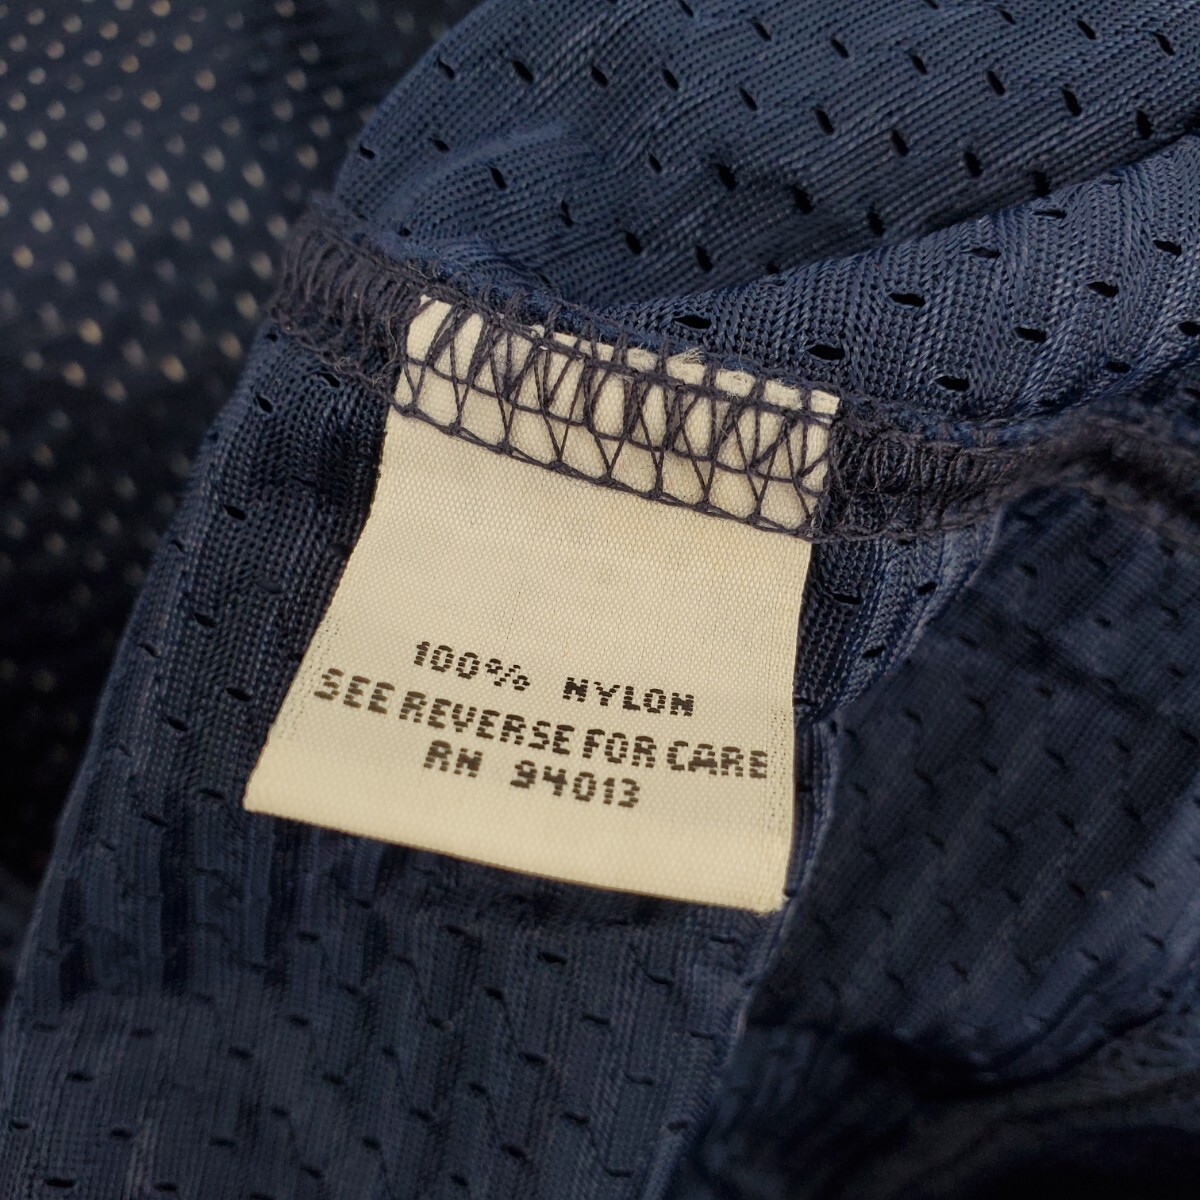 100% NYLON
SEE REVERSE FOR CARE
RN 94013